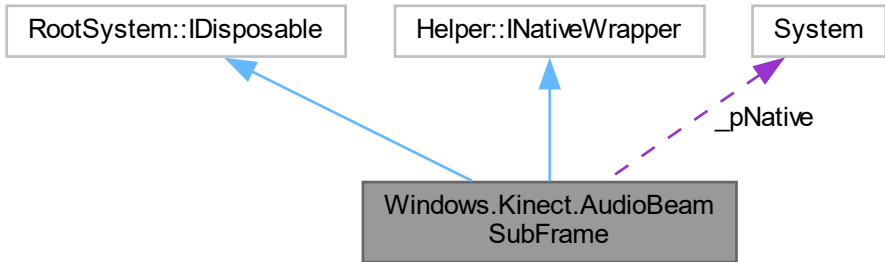 RootSystem::IDisposable
Helper::INativeWrapper
System
_pNative
Windows.Kinect.AudioBeam
SubFrame